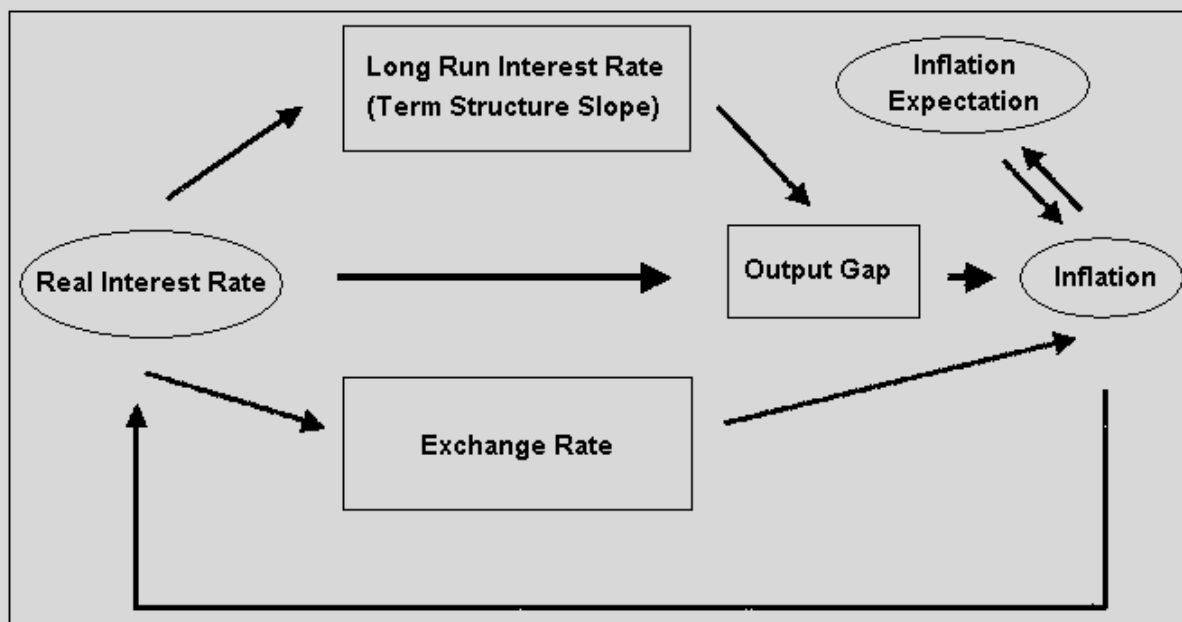 Long Run Interest Rate
(Term Structure Slope)
Inflation
Expectation
Real Interest Rate
Output Gap
Inflation
Exchange Rate